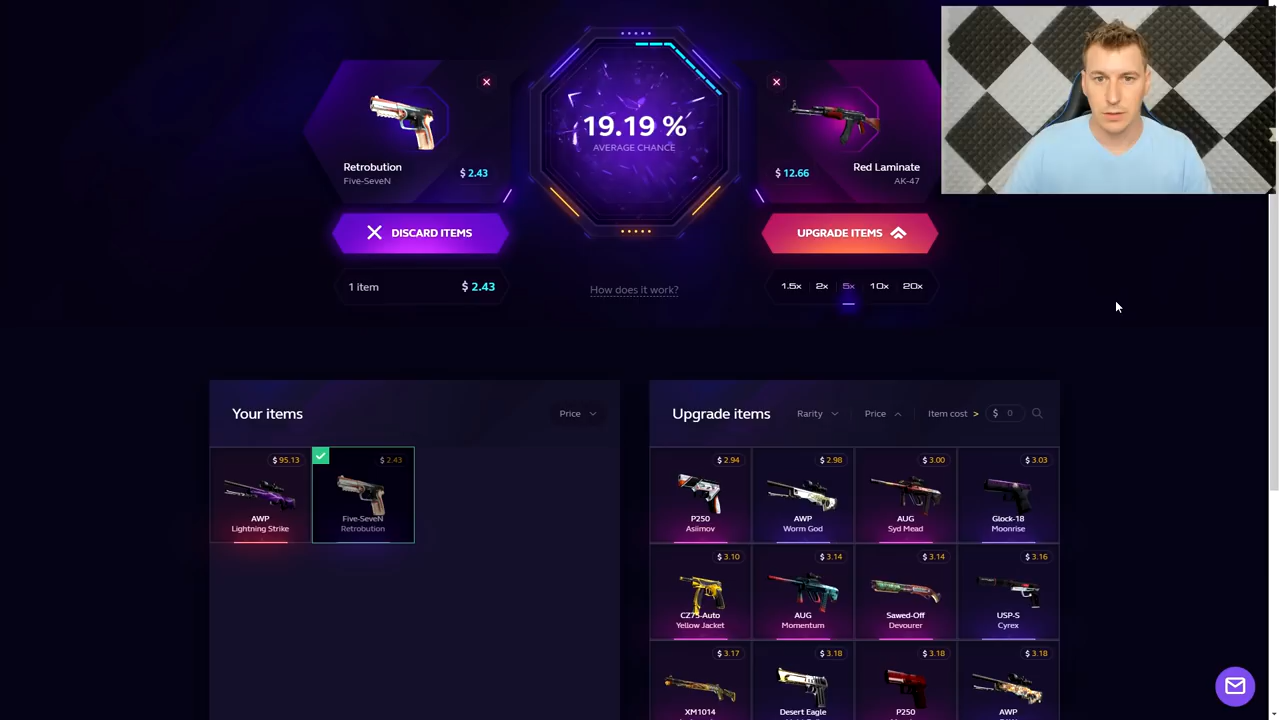 19.19 %
AVERAGE CHANCE
Retrobution
Five-SeveN
$ 2.43
$ 12.66
Red Laminate
AK-47
DISCARD ITEMS
UPGRADE ITEMS
1 item
$ 2.43
How does it work?
1.5x 2x 5x 10x 20x
Your items
Price
Upgrade items
Rarity
Price
Item cost > $ 0
$ 95.13
AWP
Lightning Strike
$ 2.43
Five-SeveN
Retrobution
$ 2.94
P250
Asiimov
$ 2.98
AWP
Worm God
$ 3.00
AUG
Syd Mead
$ 3.03
Glock-18
Moonrise
$ 3.10
CZ75-Auto
Yellow Jacket
$ 3.14
AUG
Momentum
$ 3.14
Sawed-Off
Devourer
$ 3.16
USP-S
Cyrex
$ 3.17
XM1014
$ 3.18
Desert Eagle
$ 3.18
P250
$ 3.18
AWP